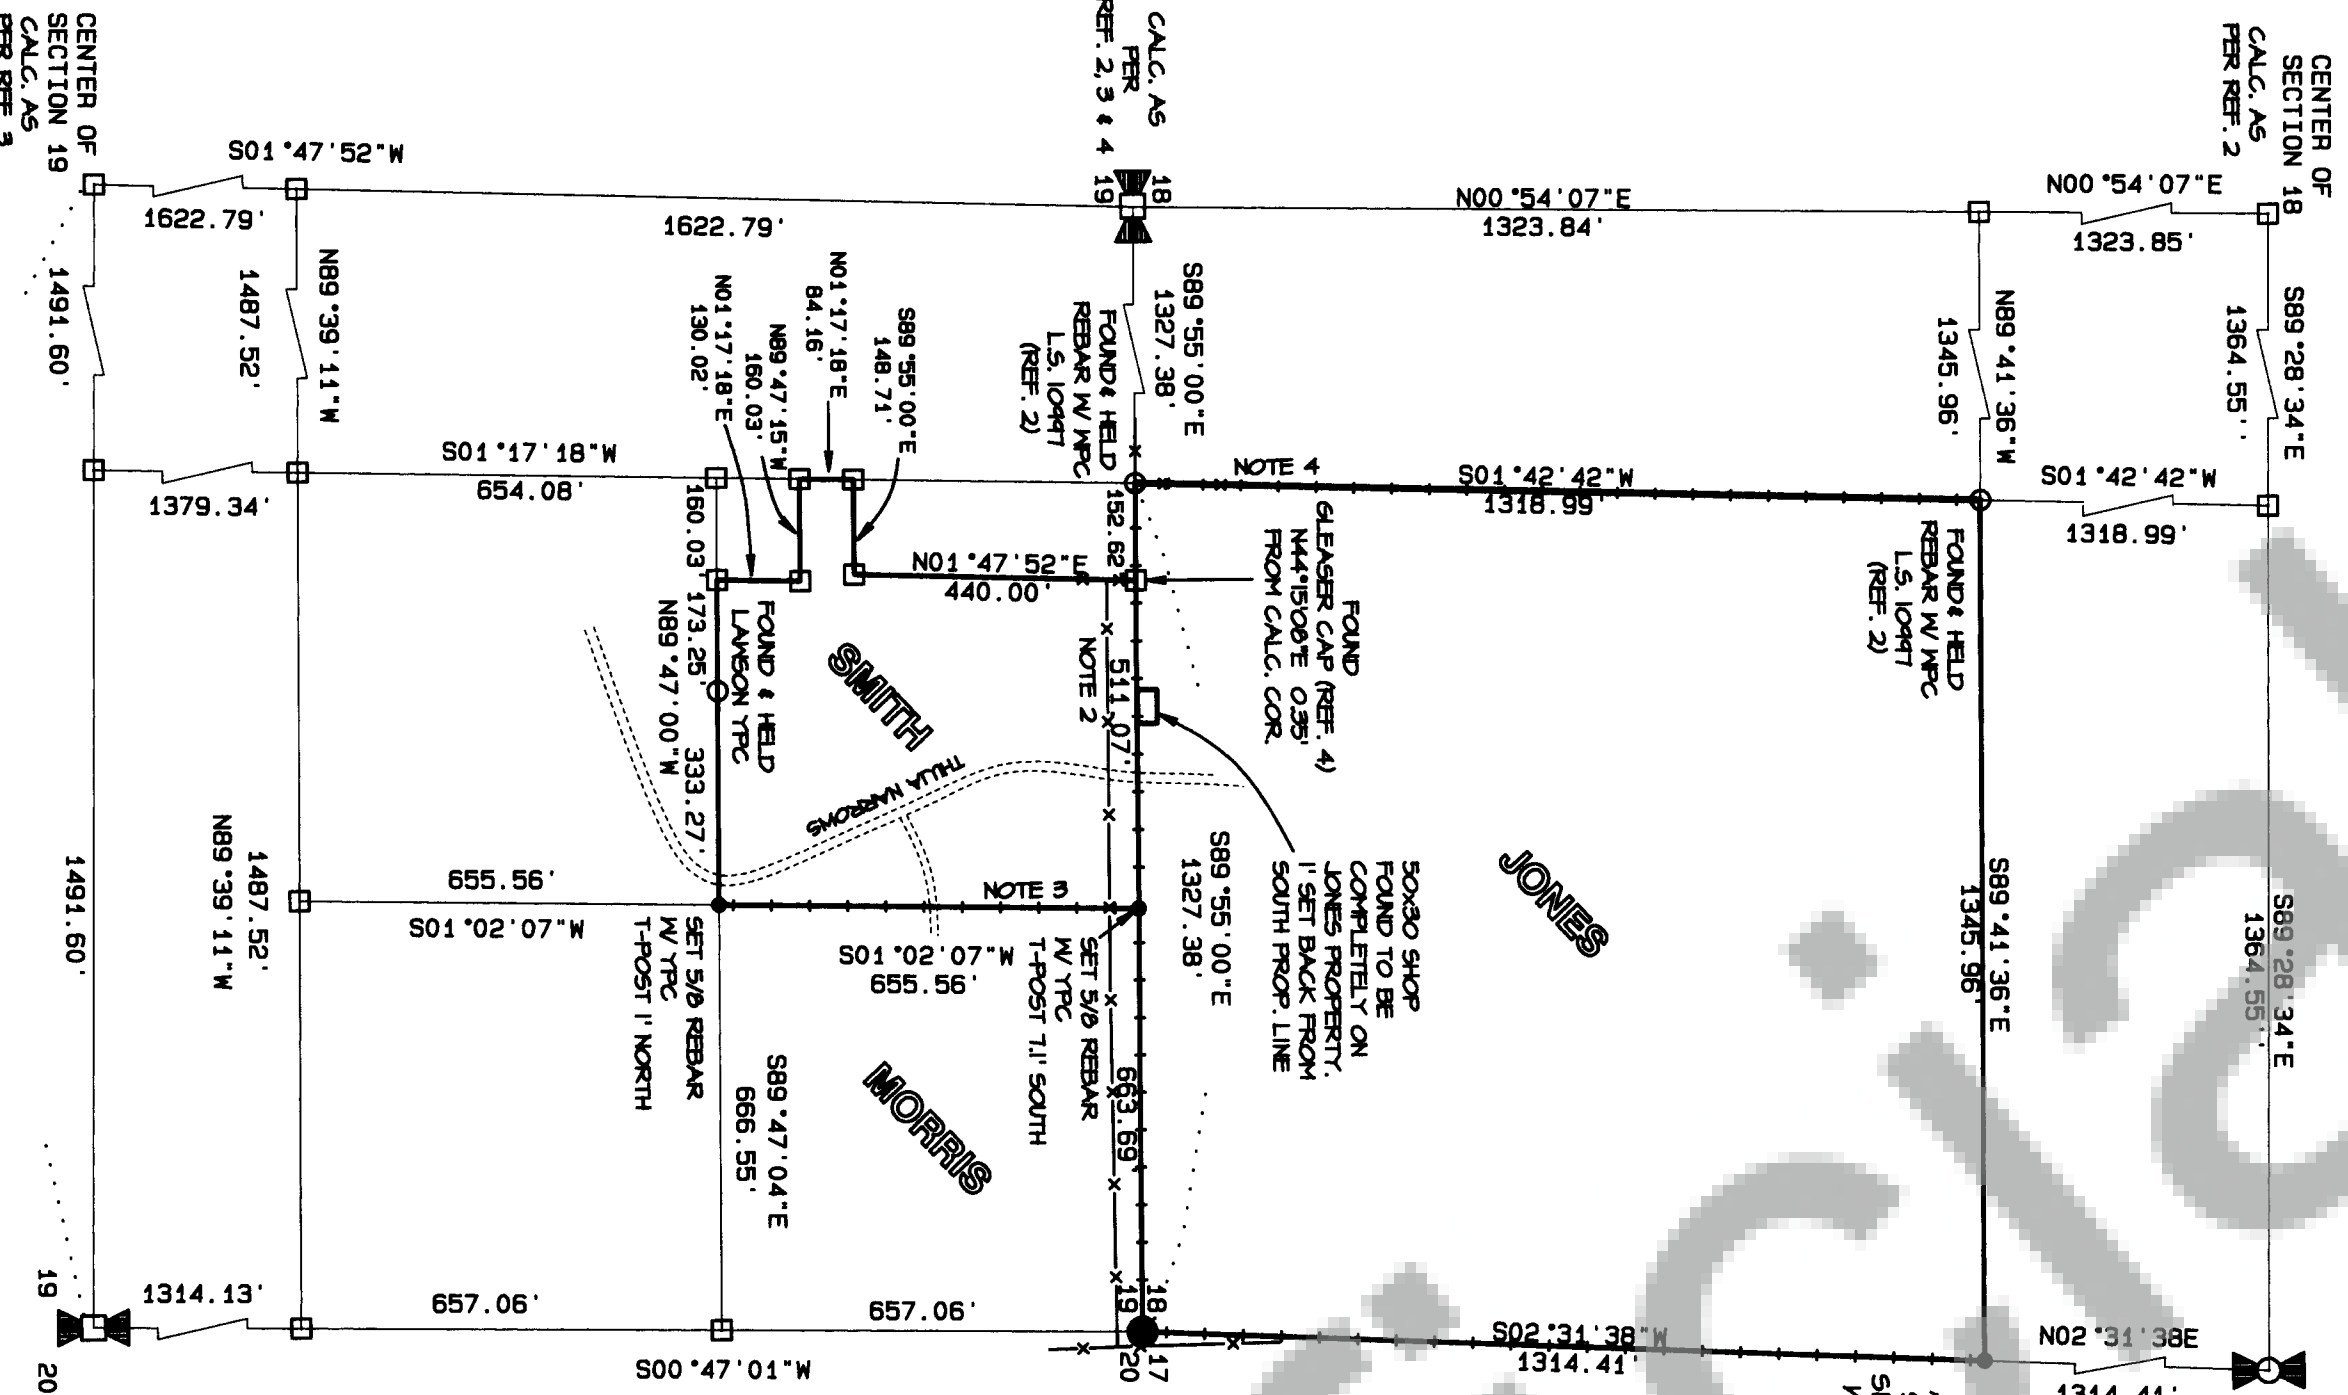 CENTER OF
SECTION 19
CALC. AS
PER REF 3
CALC. AS
PER
REF. 2, 3 & 4
CENTER OF
SECTION 18
CALC. AS
PER REF. 2
S01°47'52"W
1622.79'
1622.79'
18
19
N00°54'07"E
1323.84'
N00°54'07"E
1323.85'
1491.60'
N89°39'11"W
1487.52'
N01°17'18"E
84.16'
S89°55'00"E
148.71'
N89°47'15"W
160.03'
N01°17'18"E
130.02'
FOUND & HELD
REBAR W/ WPC
L.S. 10997
(REF. 2)
S89°55'00"E
1327.38'
N89°41'36"W
1345.96'
S89°28'34"E
1364.55''
S01°17'18"W
654.08'
1379.34'
NOTE 4
S01°42'42"W
1318.99
S01°42'42"W
1318.99'
160.03'
152.62'
N01°47'52"E
440.00'
FOUND
GLEASER CAP (REF. 4)
N44°15'08"E 0.35'
FROM CALC. COR.
FOUND & HELD
REBAR W/ WPC
L.S. 10997
(REF. 2)
173.25'
N89°47'00"W
FOUND & HELD
LAWSON YPC
SMITH
NOTE 2
511.07'
333.27'
THUJA NARROWS
JONES
50x30 SHOP
FOUND TO BE
COMPLETELY ON
JONES PROPERTY.
1' SET BACK FROM
SOUTH PROP. LINE
S89°55'00"E
1327.38'
S89°41'36"E
1345.96'
S89°28'34"E
1364.55'
1491.60'
1487.52'
N89°39'11"W
655.56'
S01°02'07"W
NOTE 3
S01°02'07"W
655.56'
SET 5/8 REBAR
W/ YPC
T-POST 1' NORTH
SET 5/8 REBAR
W/ YPC
T-POST 7.1' SOUTH
S89°47'04"E
666.55'
MORRIS
663.69
19
20
1314.13'
657.06'
657.06'
S00°47'01"W
18
19
17
20
S02°31'38"W
1314.41'
N02°31'38E
1314.41'